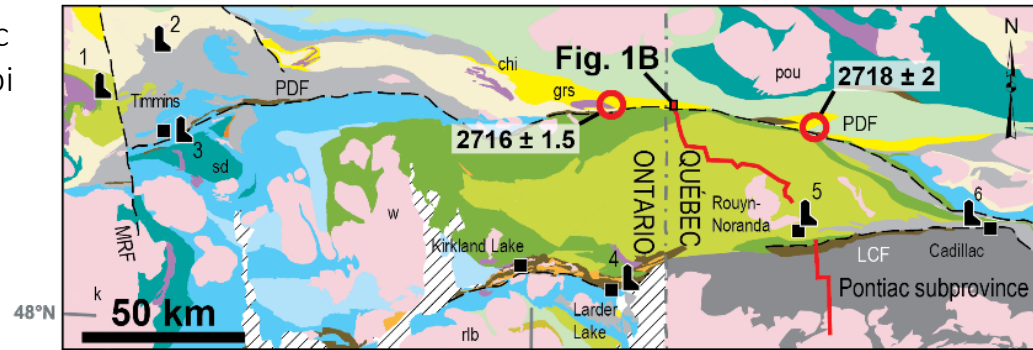 c
pi
1
2
N
chi
Fig. 1B
pou
2718 ± 2
PDF
grs
Timmins
PDF
2716 ± 1.5
3
sd
ONTARIO
QUÉBEC
5
6
Rouyn-
Noranda
w
MRF
Kirkland Lake
4
LCF
Cadillac
k
Pontiac subprovince
48°N
50 km
Larder
Lake
rlb